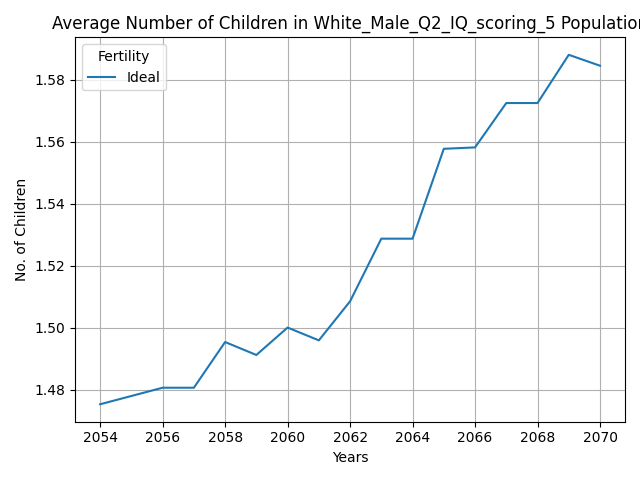 Average Number of Children in White_Male_Q2_IQ_scoring_5 Population
Fertility
Ideal
1.58
1.56
1.54
1.52
1.50
1.48
No. of Children
2054 2056 2058 2060 2062 2064 2066 2068 2070
Years